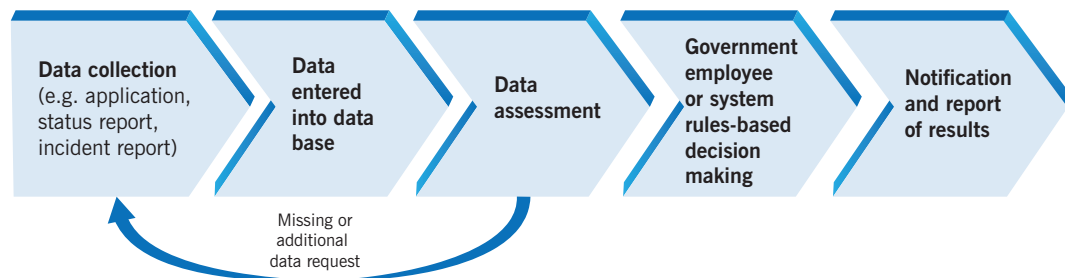 Data collection
(e.g. application,
status report,
incident report)
Data
entered
into data
base
Data
assessment
Government
employee
or system
rules-based
decision
making
Notification
and report
of results
Missing or
additional
data request